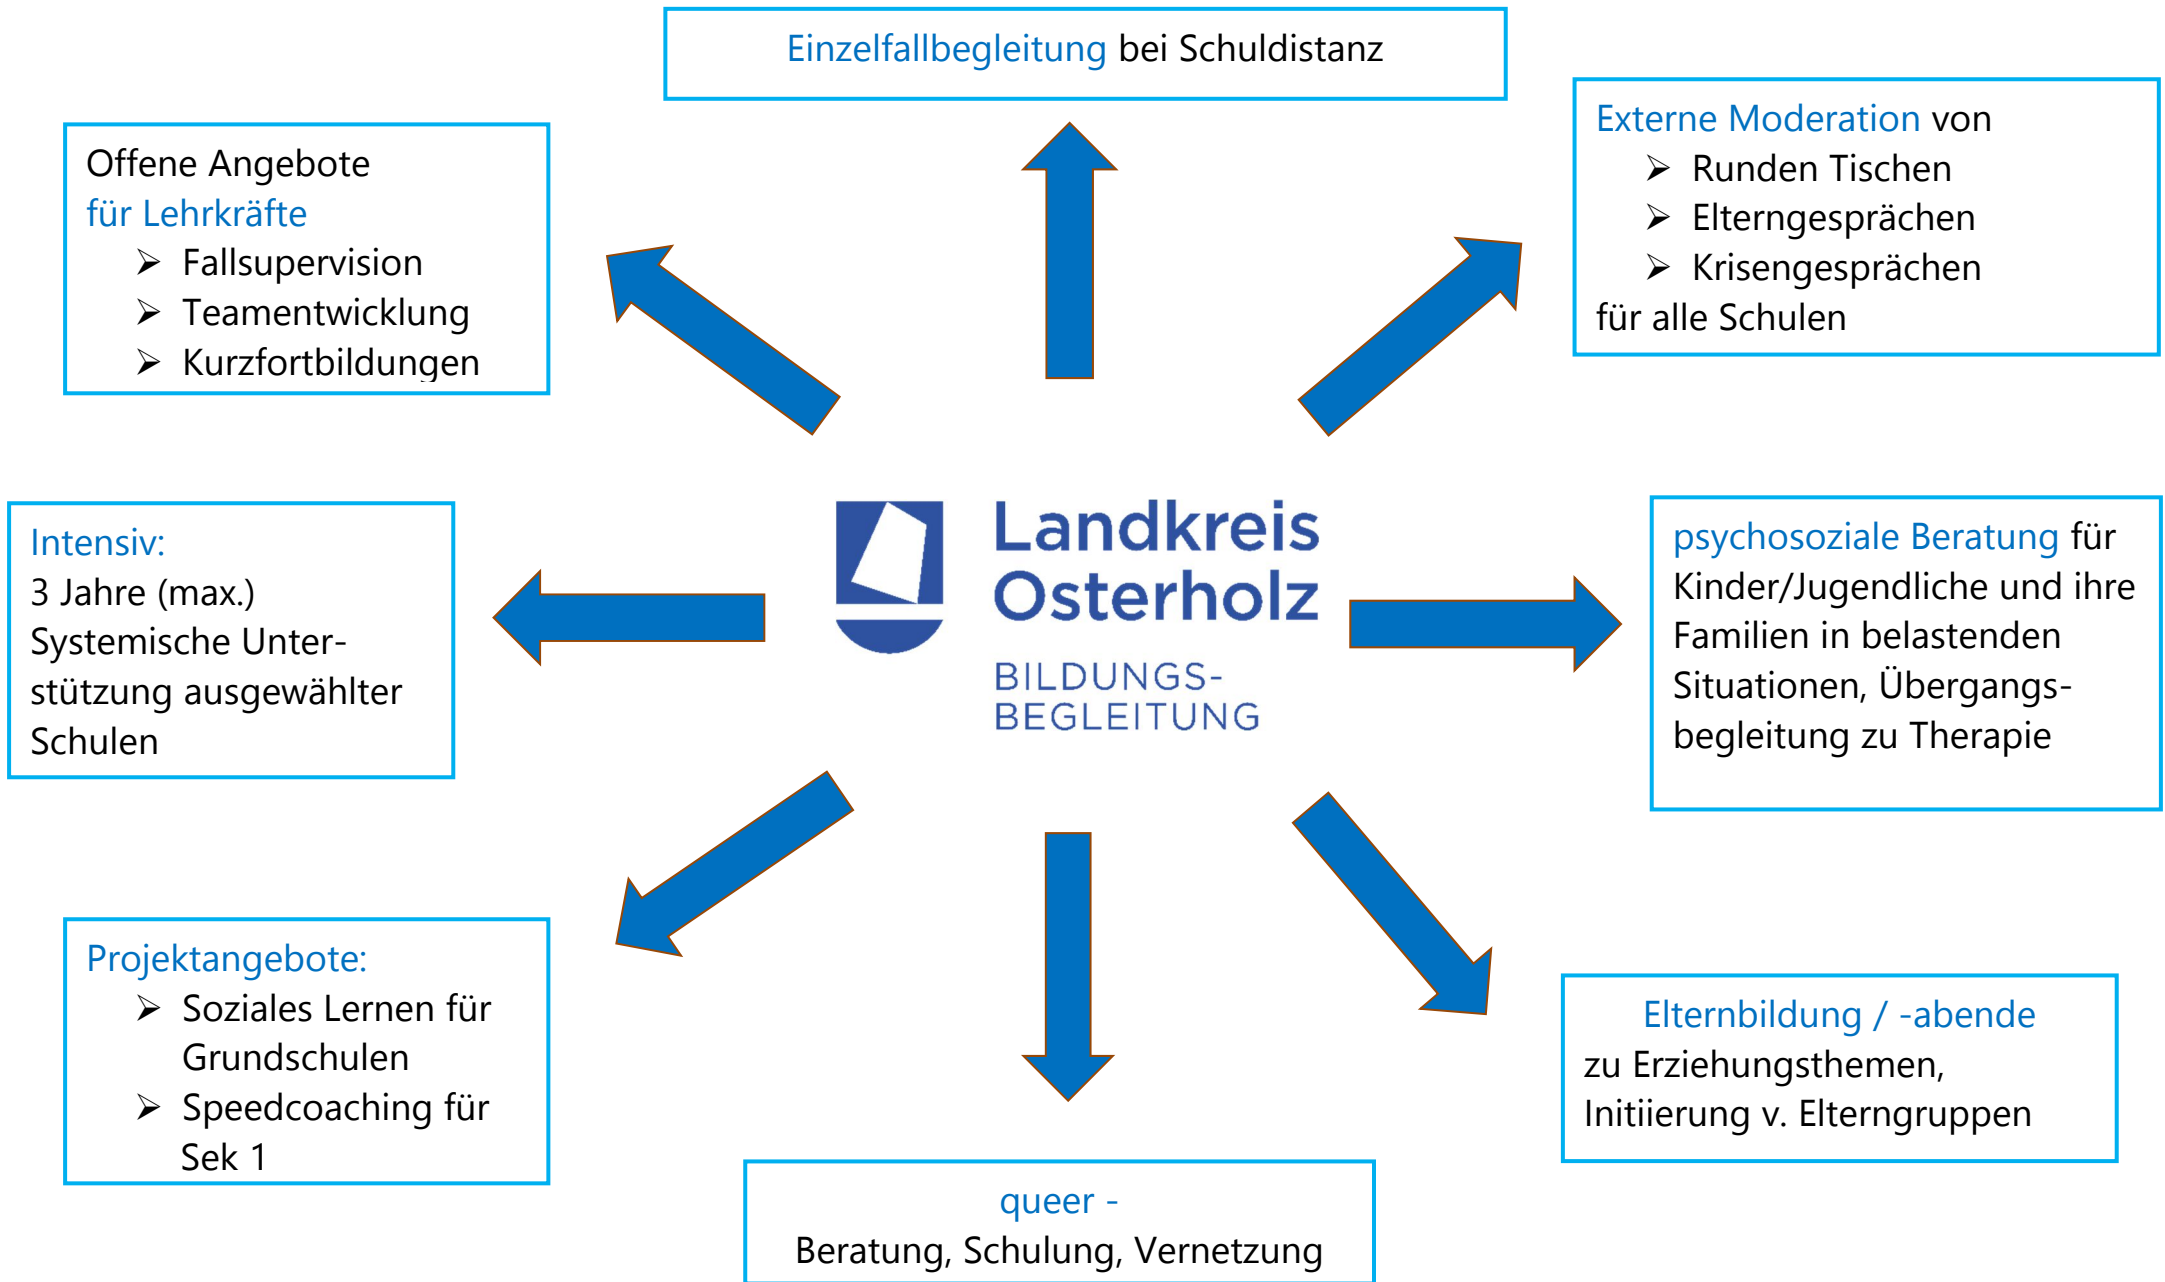 Einzelfallbegleitung bei Schuldistanz
Offene Angebote
für Lehrkräfte
➢ Fallsupervision
➢ Teamentwicklung
➢ Kurzfortbildungen
Externe Moderation von
➢ Runden Tischen
➢ Elterngesprächen
➢ Krisengesprächen
für alle Schulen
Intensiv:
3 Jahre (max.)
Systemische Unter-
stützung ausgewählter
Schulen
Landkreis
Osterholz
BILDUNGS-
BEGLEITUNG
psychosoziale Beratung für
Kinder/Jugendliche und ihre
Familien in belastenden
Situationen, Übergangs-
begleitung zu Therapie
Projektangebote:
➢ Soziales Lernen für
Grundschulen
➢ Speedcoaching für
Sek 1
Elternbildung / -abende
zu Erziehungsthemen,
Initiierung v. Elterngruppen
queer -
Beratung, Schulung, Vernetzung